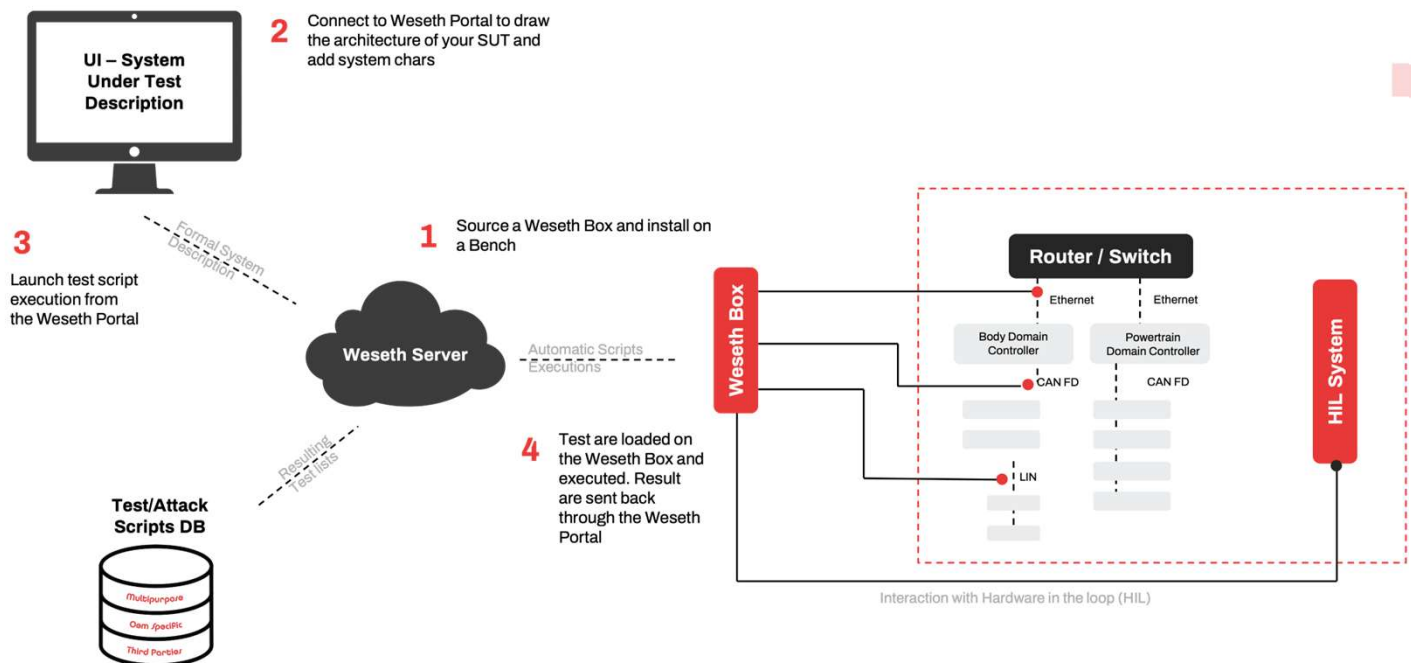 UI – System
Under Test
Description
2
Connect to Weseth Portal to draw
the architecture of your SUT and
add system chars
3
Launch test script
execution from
the Weseth Portal
Formal System
Description
1
Source a Weseth Box and install on
a Bench
Weseth Server
Automatic Scripts
Executions
Resulting
Test lists
4
Test are loaded on
the Weseth Box and
executed. Result
are sent back
through the Weseth
Portal
Test/Attack
Scripts DB
Multipurpose
Oem Specific
Third Parties
Weseth Box
Router / Switch
Ethernet
Ethernet
Body Domain
Controller
Powertrain
Domain Controller
CAN FD
CAN FD
LIN
HIL System
Interaction with Hardware in the loop (HIL)